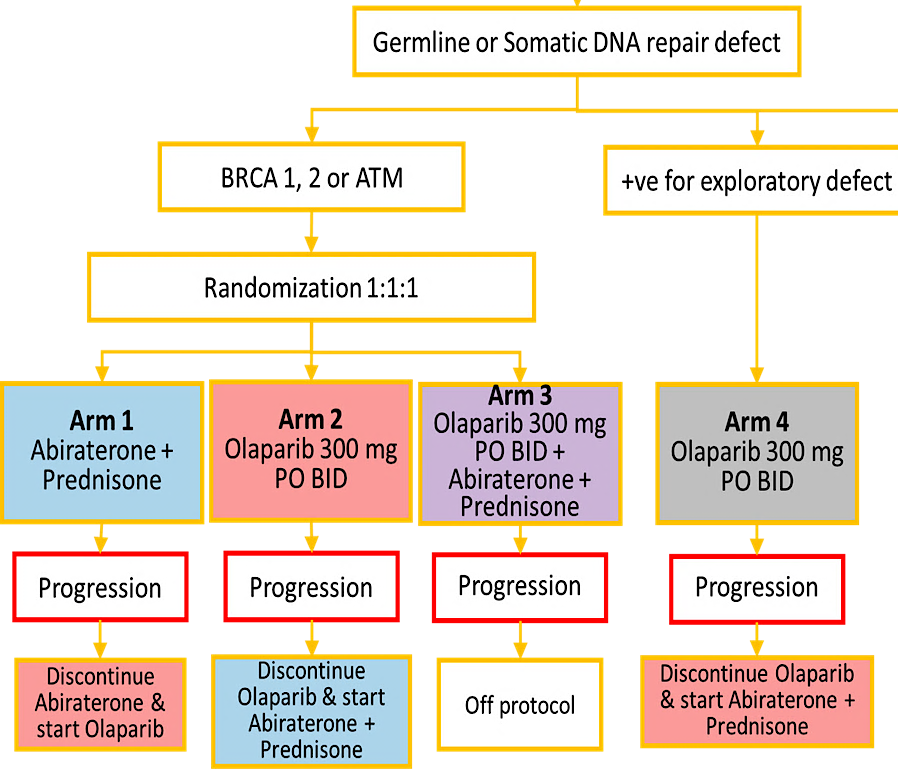 Germline or Somatic DNA repair defect
BRCA 1, 2 or ATM
+ve for exploratory defect
Randomization 1:1:1
Arm 1
Abiraterone +
Prednisone
Arm 2
Olaparib 300 mg
PO BID
Arm 3
Olaparib 300 mg
PO BID +
Abiraterone +
Prednisone
Arm 4
Olaparib 300 mg
PO BID
Progression
Progression
Progression
Progression
Discontinue
Abiraterone &
start Olaparib
Discontinue
Olaparib & start
Abiraterone +
Prednisone
Off protocol
Discontinue Olaparib
& start Abiraterone +
Prednisone